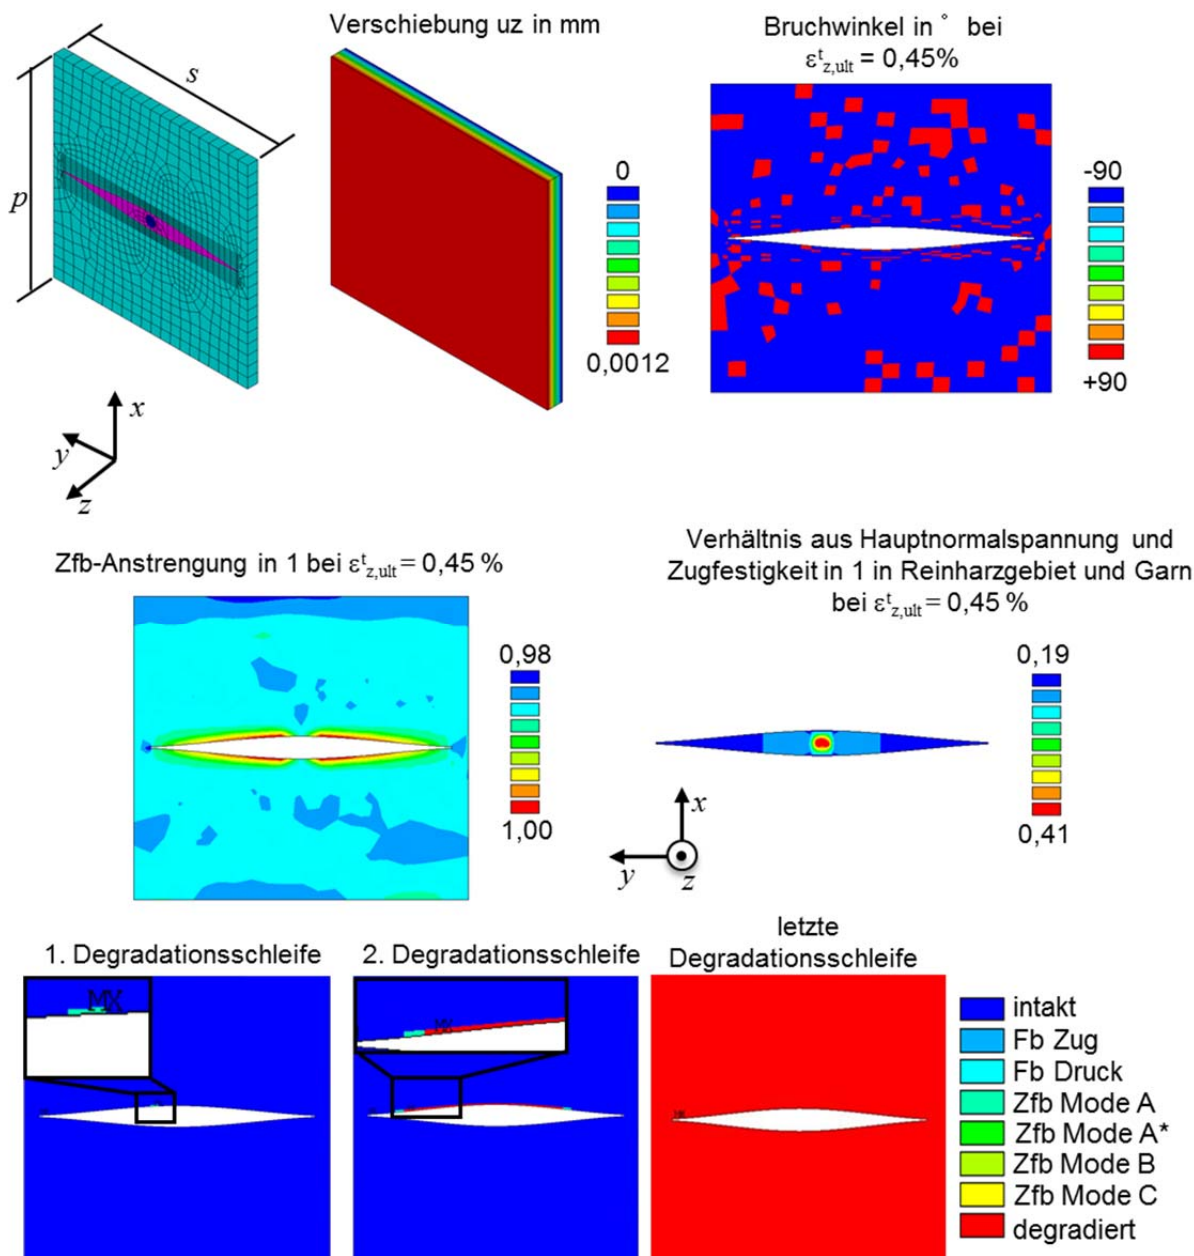 Verschiebung uz in mm
Bruchwinkel in ° bei
εᵗz,ult = 0,45%
s
p
0
0,0012
-90
+90
x
y
z
Zfb-Anstrengung in 1 bei εᵗz,ult = 0,45 %
Verhältnis aus Hauptnormalspannung und
Zugfestigkeit in 1 in Reinharzgebiet und Garn
bei εᵗz,ult = 0,45 %
0,98
1,00
0,19
0,41
x
y
z
1. Degradationsschleife
2. Degradationsschleife
letzte
Degradationsschleife
MX
MX
intakt
Fb Zug
Fb Druck
Zfb Mode A
Zfb Mode A*
Zfb Mode B
Zfb Mode C
degradiert